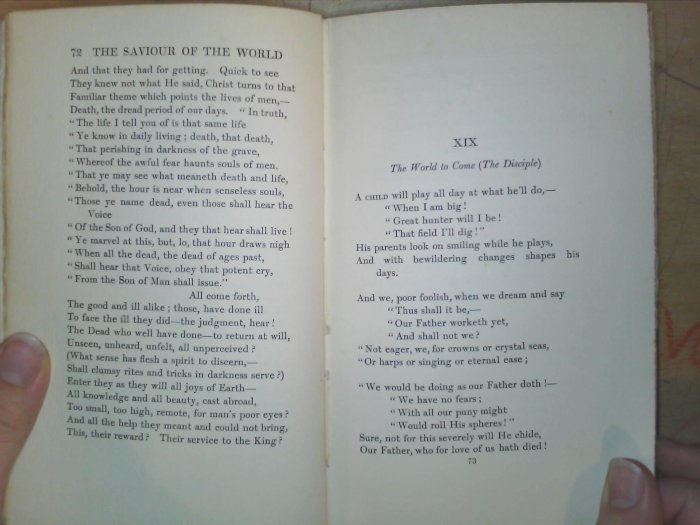 72 THE SAVIOUR OF THE WORLD
And that they had for getting. Quick to see
They knew not what He said, Christ turns to that
Familiar theme which points the lives of men,—
Death, the dread period of our days. "In truth,
"The life I tell you of is that same life
"Ye know in daily living; death, that death,
"That perishing in darkness of the grave,
"Whereof the awful fear haunts souls of men.
"That ye may see what meaneth death and life,
"Behold, the hour is near when senseless souls,
"Those ye name dead, even those shall hear the
Voice
"Of the Son of God, and they that hear shall live!
"Ye marvel at this, but, lo, that hour draws nigh
"When all the dead, the dead of ages past,
"Shall hear that Voice, obey that potent cry,
"From the Son of Man shall issue."
All come forth,
The good and ill alike; those, have done ill
To face the ill they did—the judgment, hear!
The Dead who well have done—to return at will,
Unseen, unheard, unfelt, all unperceived?
(What sense has flesh a spirit to discern,—
Shall clumsy rites and tricks in darkness serve?)
Enter they as they will all joys of Earth—
All knowledge and all beauty, cast abroad,
Too small, too high, remote, for man's poor eyes?
And all the help they meant and could not bring,
This, their reward? Their service to the King?
XIX
The World to Come (The Disciple)
A CHILD will play all day at what he'll do,—
"When I am big!
"Great hunter will I be!
"That field I'll dig!"
His parents look on smiling while he plays,
And with bewildering changes shapes his
days.
And we, poor foolish, when we dream and say
"Thus shall it be,—
"Our Father worketh yet,
"And shall not we?
"Not eager, we, for crowns or crystal seas,
"Or harps or singing or eternal ease;
"We would be doing as our Father doth!—
"We have no fears;
"With all our puny might
"Would roll His spheres!"
Sure, not for this severely will He chide,
Our Father, who for love of us hath died!
73